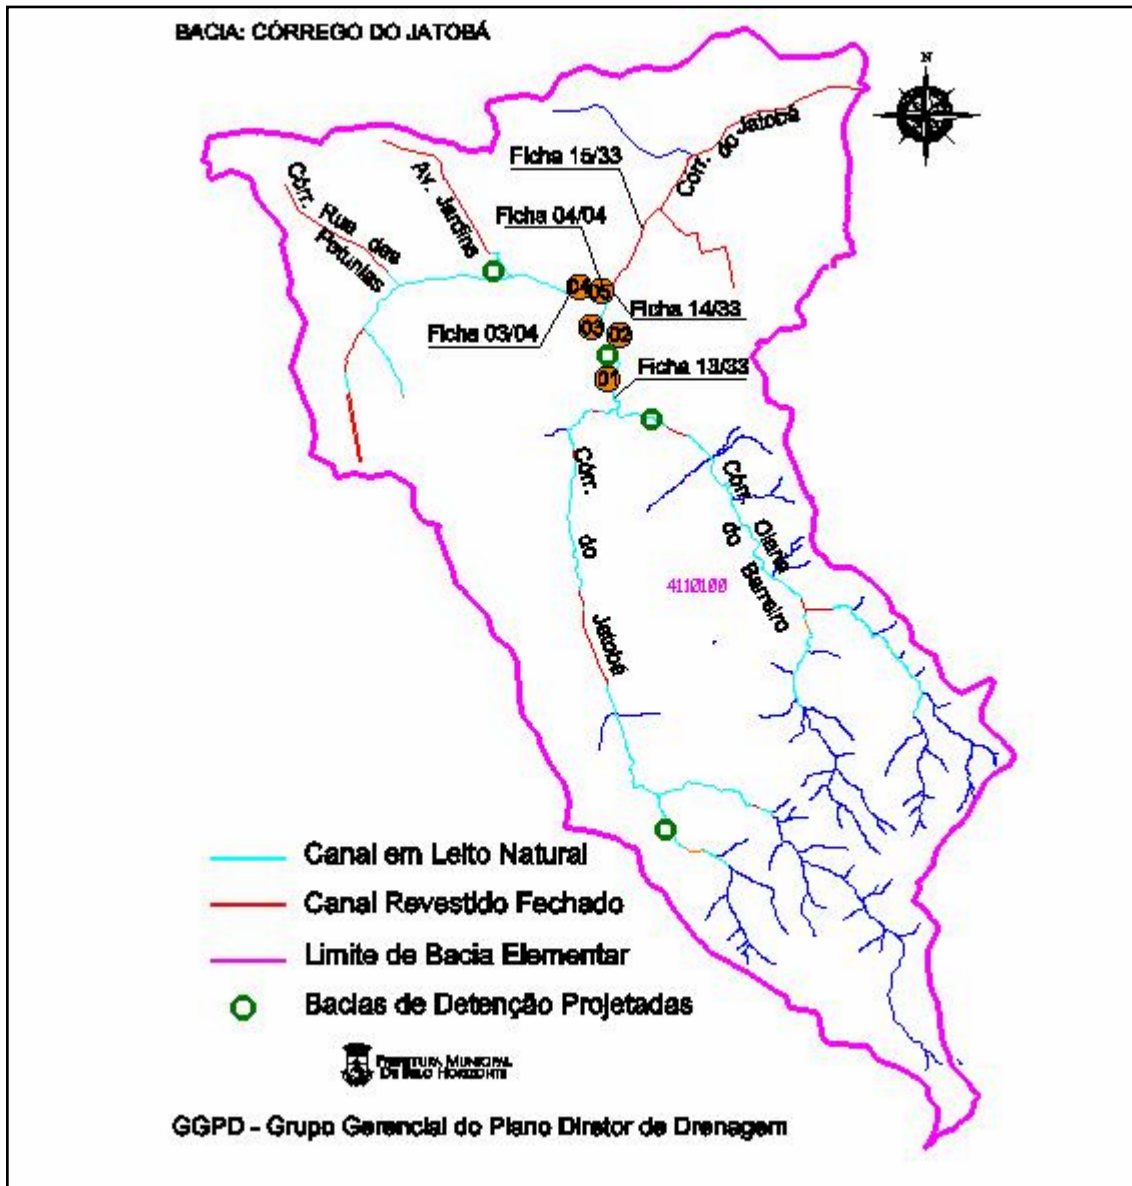 BACIA: CÓRREGO DO JATOBÁ
N
Ficha 15/33
Córr. do Jatobá
Av. Jardins
Córr. Rua das
Petunias
Ficha 04/04
04
05
Ficha 14/33
Ficha 03/04
03
02
Ficha 13/33
01
Córr. do Jatobá
Córr. Olaria
do Barreiro
4110100
Canal em Leito Natural
Canal Revestido Fechado
Limite de Bacia Elementar
Bacias de Detenção Projetadas
PREFEITURA MUNICIPAL
DE BELO HORIZONTE
GGPD - Grupo Gerencial do Plano Diretor de Drenagem